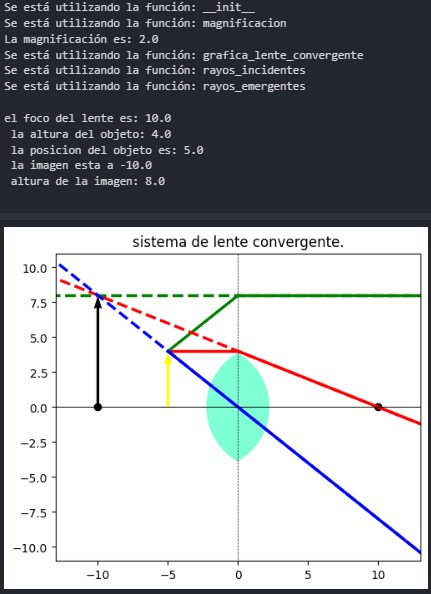 Se está utilizando la función: __init__
Se está utilizando la función: magnificacion
La magnificación es: 2.0
Se está utilizando la función: grafica_lente_convergente
Se está utilizando la función: rayos_incidentes
Se está utilizando la función: rayos_emergentes
el foco del lente es: 10.0
la altura del objeto: 4.0
la posicion del objeto es: 5.0
la imagen esta a -10.0
altura de la imagen: 8.0
sistema de lente convergente.
10.0
7.5
5.0
2.5
0.0
−2.5
−5.0
−7.5
−10.0
−10 −5 0 5 10